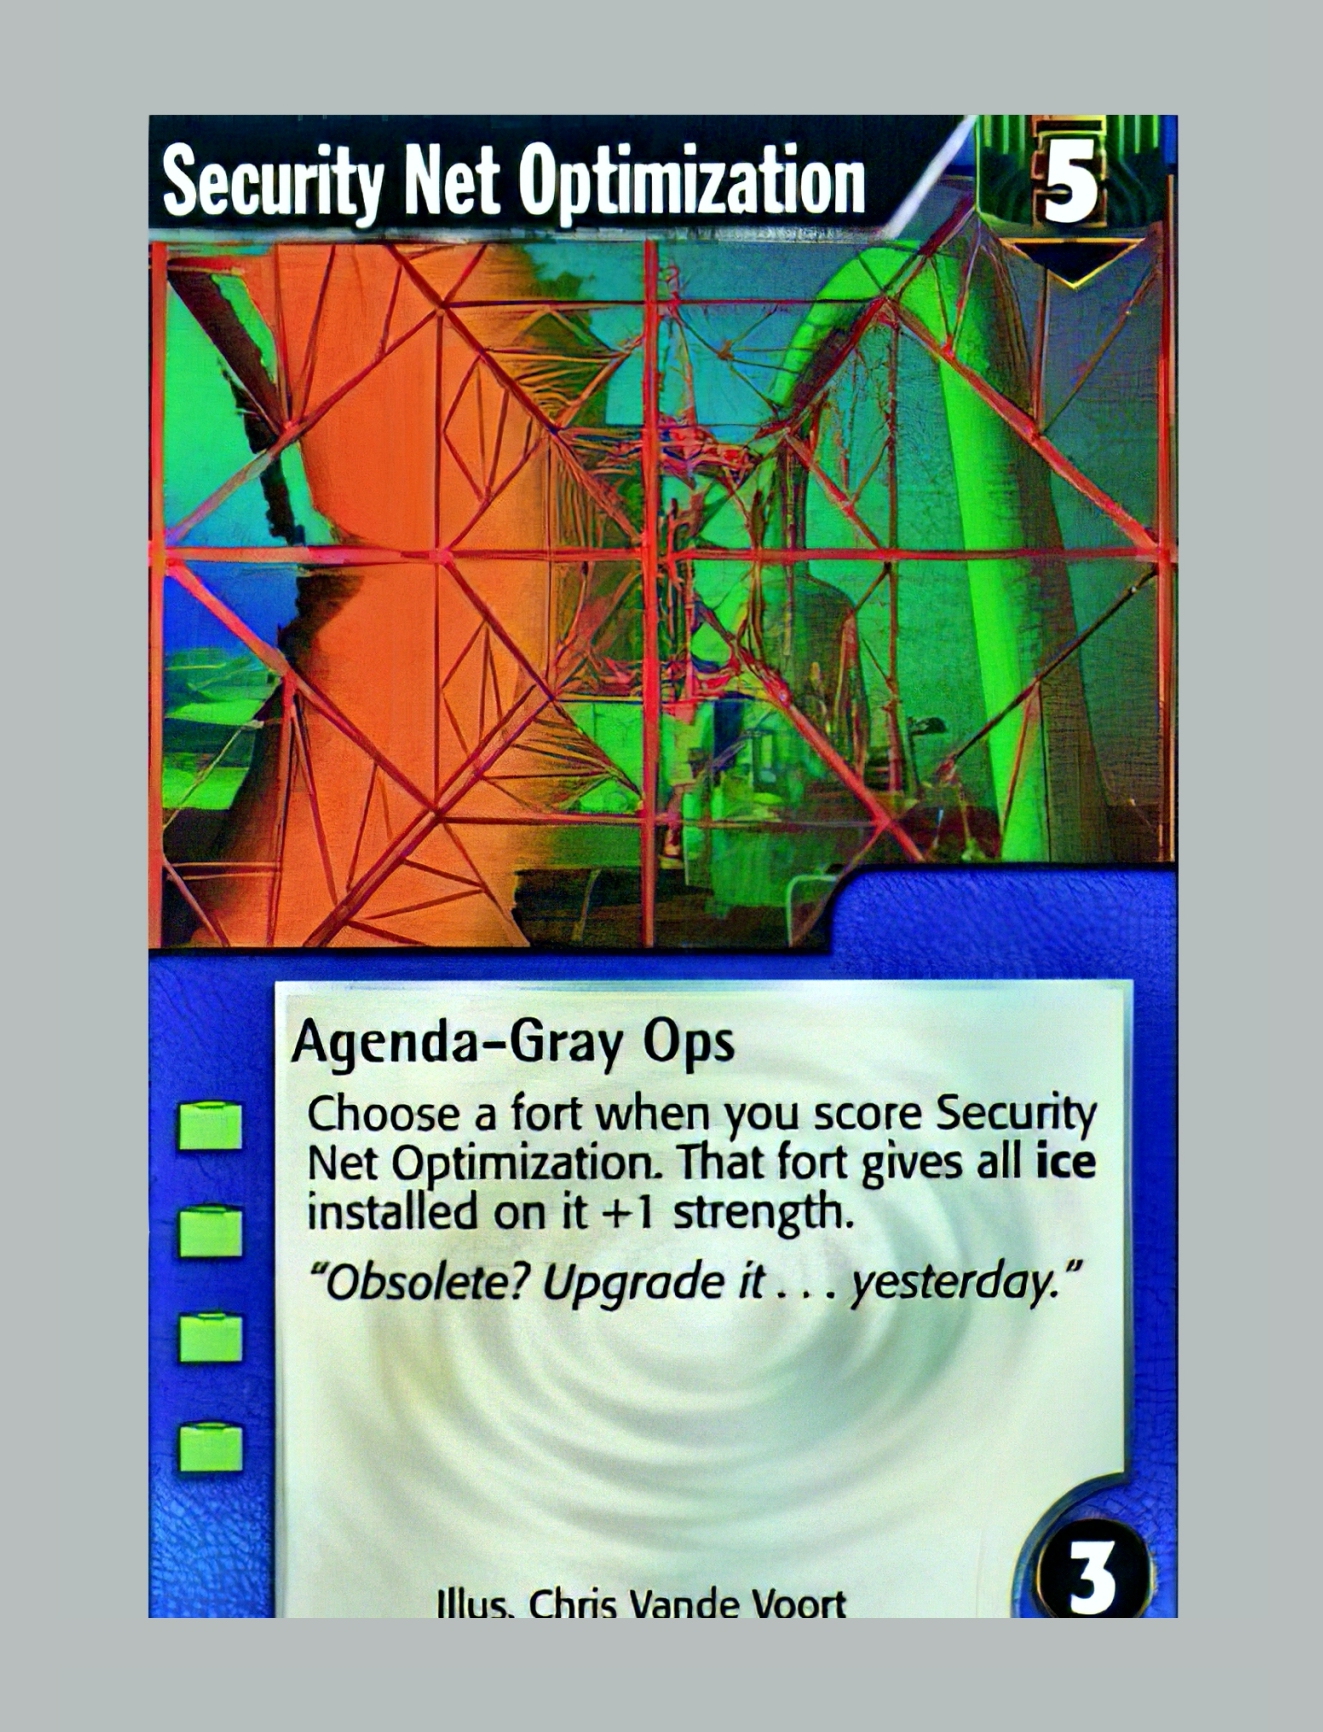 Security Net Optimization
5
Agenda-Gray Ops
Choose a fort when you score Security
Net Optimization. That fort gives all ice
installed on it +1 strength.
“Obsolete? Upgrade it . . . yesterday.”
3
Illus. Chris Vande Voort